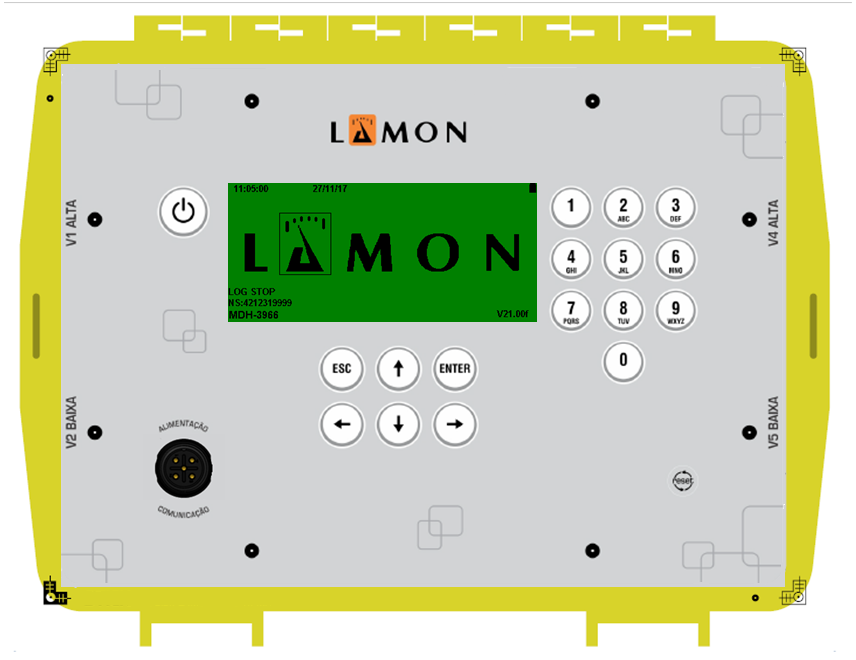 LAMON
11:05:00 27/11/17
LAMON
LOG STOP
NS:4212319999
MDH-3966 V21.00f
V1 ALTA
V2 BAIXA
V4 ALTA
V5 BAIXA
1
2 ABC
3 DEF
4 GHI
5 JKL
6 MNO
7 PQRS
8 TUV
9 WXYZ
0
ESC
ENTER
ALIMENTAÇÃO
COMUNICAÇÃO
reset